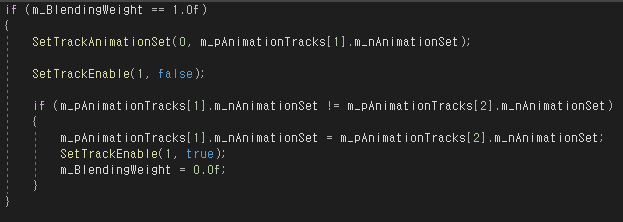 if (m_BlendingWeight == 1.0f)
{
SetTrackAnimationSet(0, m_pAnimationTracks[1].m_nAnimationSet);
SetTrackEnable(1, false);
if (m_pAnimationTracks[1].m_nAnimationSet != m_pAnimationTracks[2].m_nAnimationSet)
{
m_pAnimationTracks[1].m_nAnimationSet = m_pAnimationTracks[2].m_nAnimationSet;
SetTrackEnable(1, true);
m_BlendingWeight = 0.0f;
}
}